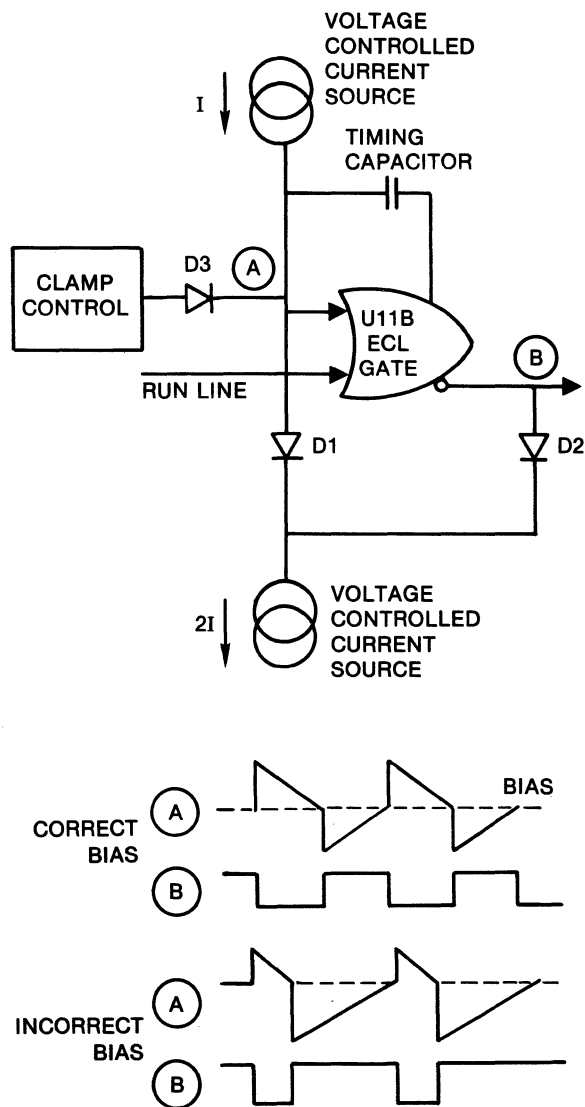 VOLTAGE
CONTROLLED
CURRENT
SOURCE
I
TIMING
CAPACITOR
CLAMP
CONTROL
D3
A
U11B
ECL
GATE
B
RUN LINE
D1
D2
2I
VOLTAGE
CONTROLLED
CURRENT
SOURCE
BIAS
A
CORRECT
BIAS
B
A
INCORRECT
BIAS
B